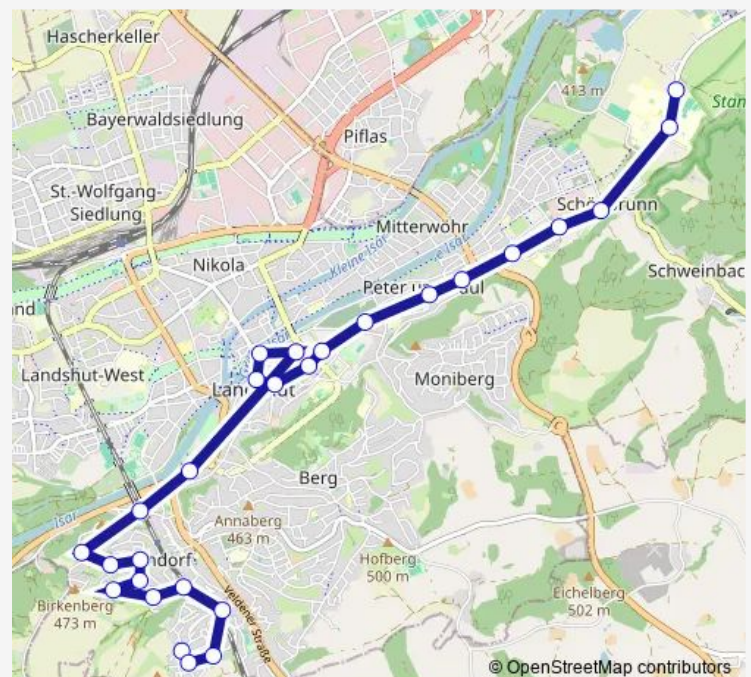 Hascherkeller
413 m
Bayerwaldsiedlung
Piflas
St.-Wolfgang-
Siedlung
Mitterwöhr
Kleine-Isar
Nikola
Schweinbac
Landshut-West
Moniberg
Berg
Isar
Annaberg
463 m
Hofberg
500 m
Eichelberg
502 m
Birkenberg
473 m
Veldener Straße
© OpenStreetMap contributors